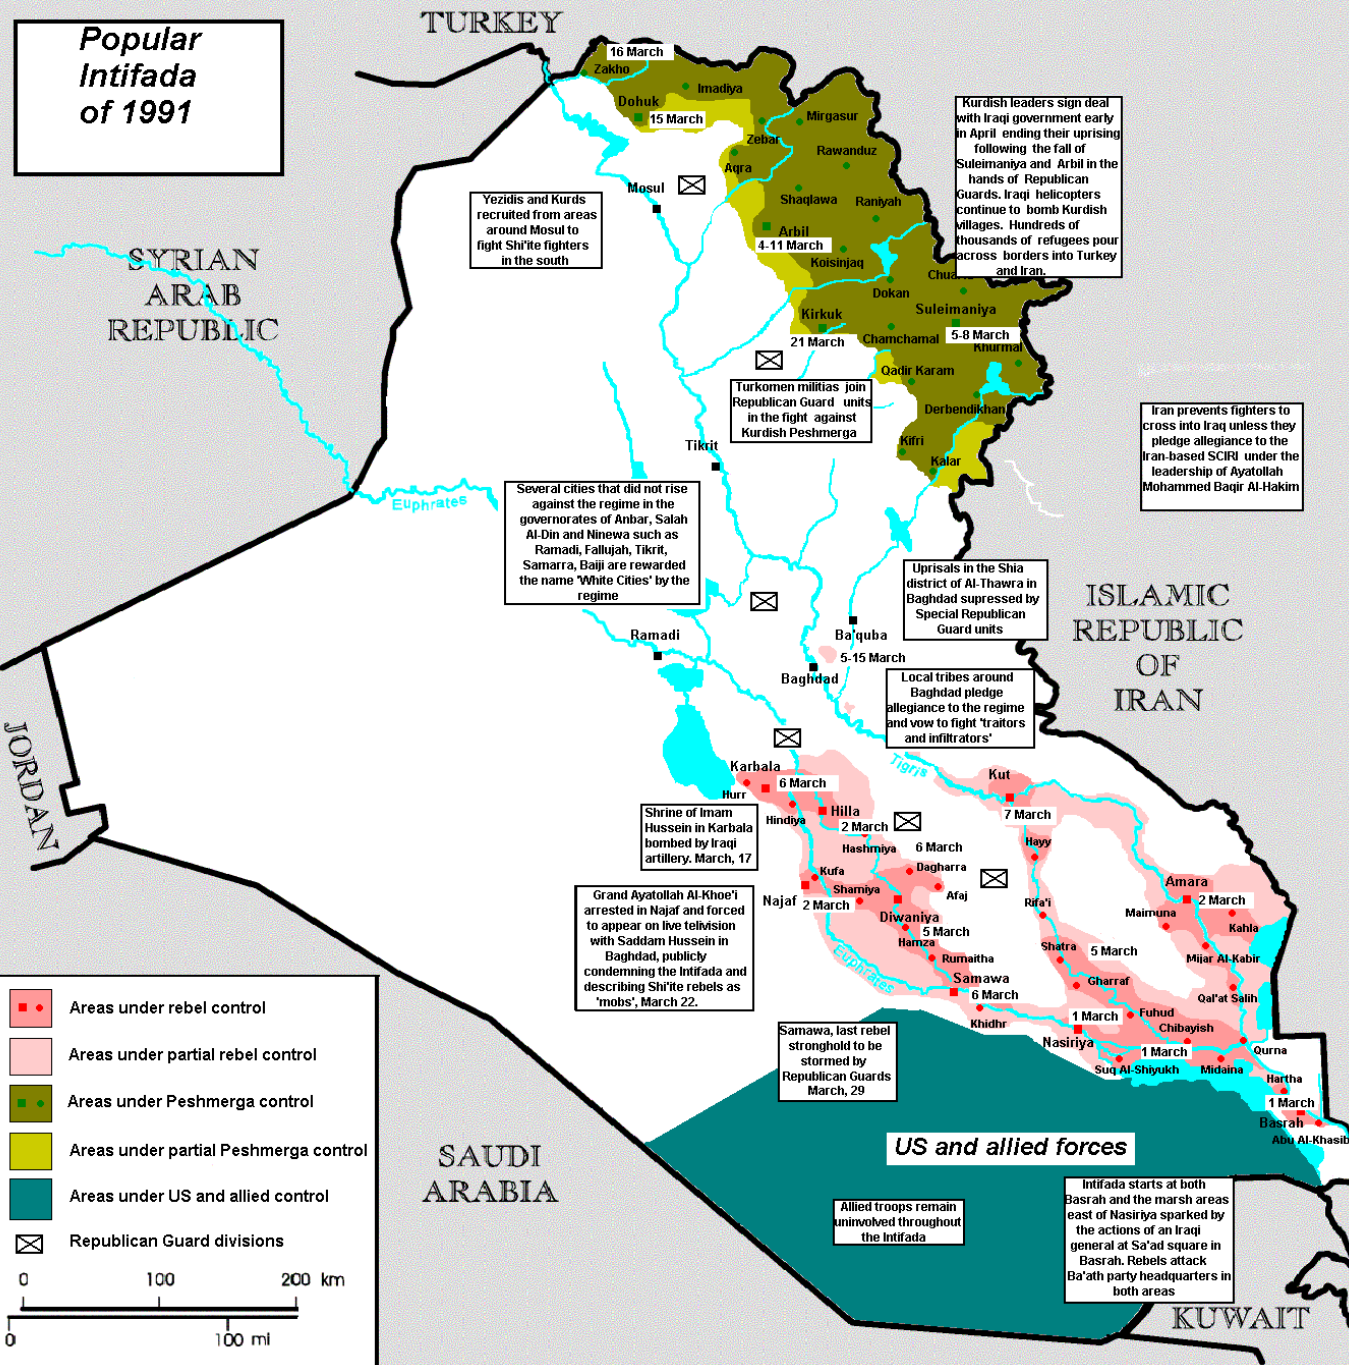 Popular
Intifada
of 1991
TURKEY
SYRIAN
ARAB
REPUBLIC
JORDAN
SAUDI
ARABIA
ISLAMIC
REPUBLIC
OF
IRAN
KUWAIT
16 March
Zakho
Imadiya
Dohuk
15 March
Zebar
Mirgasur
Aqra
Rawanduz
Shaqlawa
Raniyah
Mosul
Arbil
4-11 March
Koisinjaq
Dokan
Suleimaniya
5-8 March
Khurmal
Kirkuk
21 March
Chamchamal
Qadir Karam
Derbendikhan
Kifri
Kalar
Kurdish leaders sign deal
with Iraqi government early
in April ending their uprising
following the fall of
Suleimaniya and Arbil in the
hands of Republican
Guards. Iraqi helicopters
continue to bomb Kurdish
villages. Hundreds of
thousands of refugees pour
across borders into Turkey
and Iran.
Yezidis and Kurds
recruited from areas
around Mosul to
fight Shi'ite fighters
in the south
Turkomen militias join
Republican Guard units
in the fight against
Kurdish Peshmerga
Iran prevents fighters to
cross into Iraq unless they
pledge allegiance to the
Iran-based SCIRI under the
leadership of Ayatollah
Mohammed Baqir Al-Hakim
Tikrit
Euphrates
Several cities that did not rise
against the regime in the
governorates of Anbar, Salah
Al-Din and Ninewa such as
Ramadi, Fallujah, Tikrit,
Samarra, Baiji are rewarded
the name 'White Cities' by the
regime
Uprisals in the Shia
district of Al-Thawra in
Baghdad supressed by
Special Republican
Guard units
Ramadi
Ba'quba
5-15 March
Baghdad
Local tribes around
Baghdad pledge
allegiance to the regime
and vow to fight 'traitors
and infiltrators'
Tigris
Karbala
6 March
Hurr
Hindiya
Hilla
2 March
Hashmiya
Kut
7 March
Hayy
Shrine of Imam
Hussein in Karbala
bombed by Iraqi
artillery. March, 17
6 March
Dagharra
Afaj
Kufa
Shamiya
Najaf
2 March
Diwaniya
5 March
Hamza
Rumaitha
Samawa
6 March
Khidhr
Euphrates
Rifa'i
Shatra
5 March
Gharraf
Amara
2 March
Maimuna
Kahla
Mijar Al-Kabir
Qal'at Salih
1 March
Fuhud
Chibayish
Nasiriya
1 March
Suq Al-Shiyukh
Midaina
Qurna
Hartha
1 March
Basrah
Abu Al-Khasib
Grand Ayatollah Al-Khoe'i
arrested in Najaf and forced
to appear on live telivision
with Saddam Hussein in
Baghdad, publicly
condemning the Intifada and
describing Shi'ite rebels as
'mobs', March 22.
Samawa, last rebel
stronghold to be
stormed by
Republican Guards
March, 29
US and allied forces
Allied troops remain
uninvolved throughout
the Intifada
Intifada starts at both
Basrah and the marsh areas
east of Nasiriya sparked by
the actions of an Iraqi
general at Sa'ad square in
Basrah. Rebels attack
Ba'ath party headquarters in
both areas
Areas under rebel control
Areas under partial rebel control
Areas under Peshmerga control
Areas under partial Peshmerga control
Areas under US and allied control
Republican Guard divisions
0 100 200 km
0 100 mi